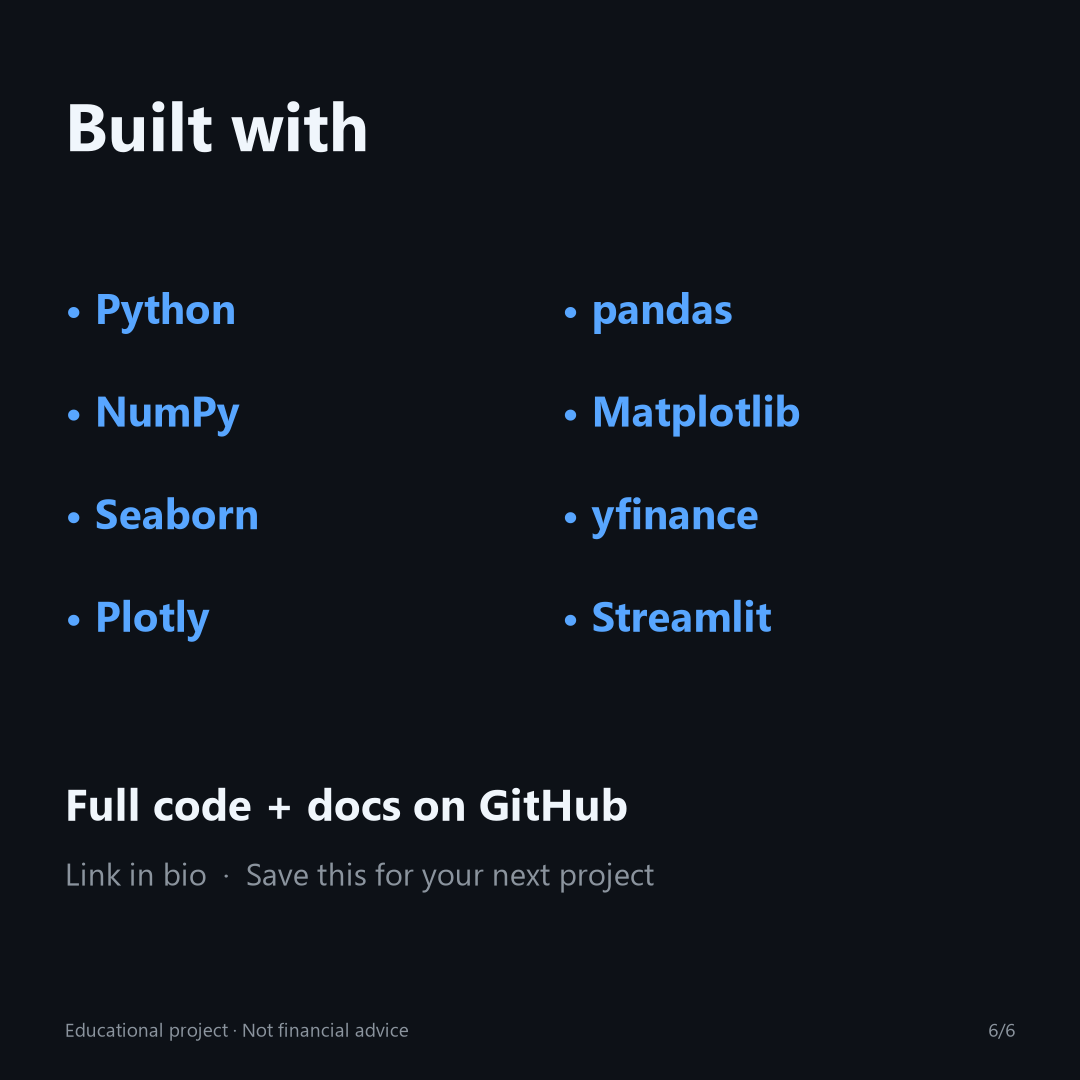 Built with
• Python
• pandas
• NumPy
• Matplotlib
• Seaborn
• yfinance
• Plotly
• Streamlit
Full code + docs on GitHub
Link in bio · Save this for your next project
Educational project · Not financial advice
6/6